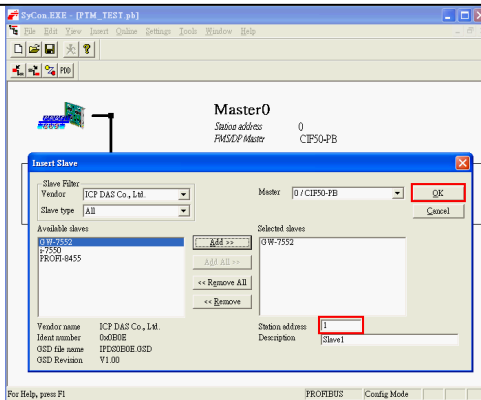 SyCon.EXE - [PTM_TEST.pb]
File Edit View Insert Online Settings Tools Window Help
PDO
Master0
Station address 0
FMS/DP Master CIF50-PB
Insert Slave
Slave Filter
Vendor ICP DAS Co., Ltd.
Slave type All
Master 0 / CIF50-PB
OK
Cancel
Available slaves
GW-7552
i-7550
PROFI-8455
Add >>
Add All >>
<< Remove All
<< Remove
Selected slaves
GW-7552
Vendor name ICP DAS Co., Ltd.
Ident number 0x0B0E
GSD file name IPDS0B0E.GSD
GSD Revision V1.00
Station address 1
Description Slave1
For Help, press F1 PROFIBUS Config Mode